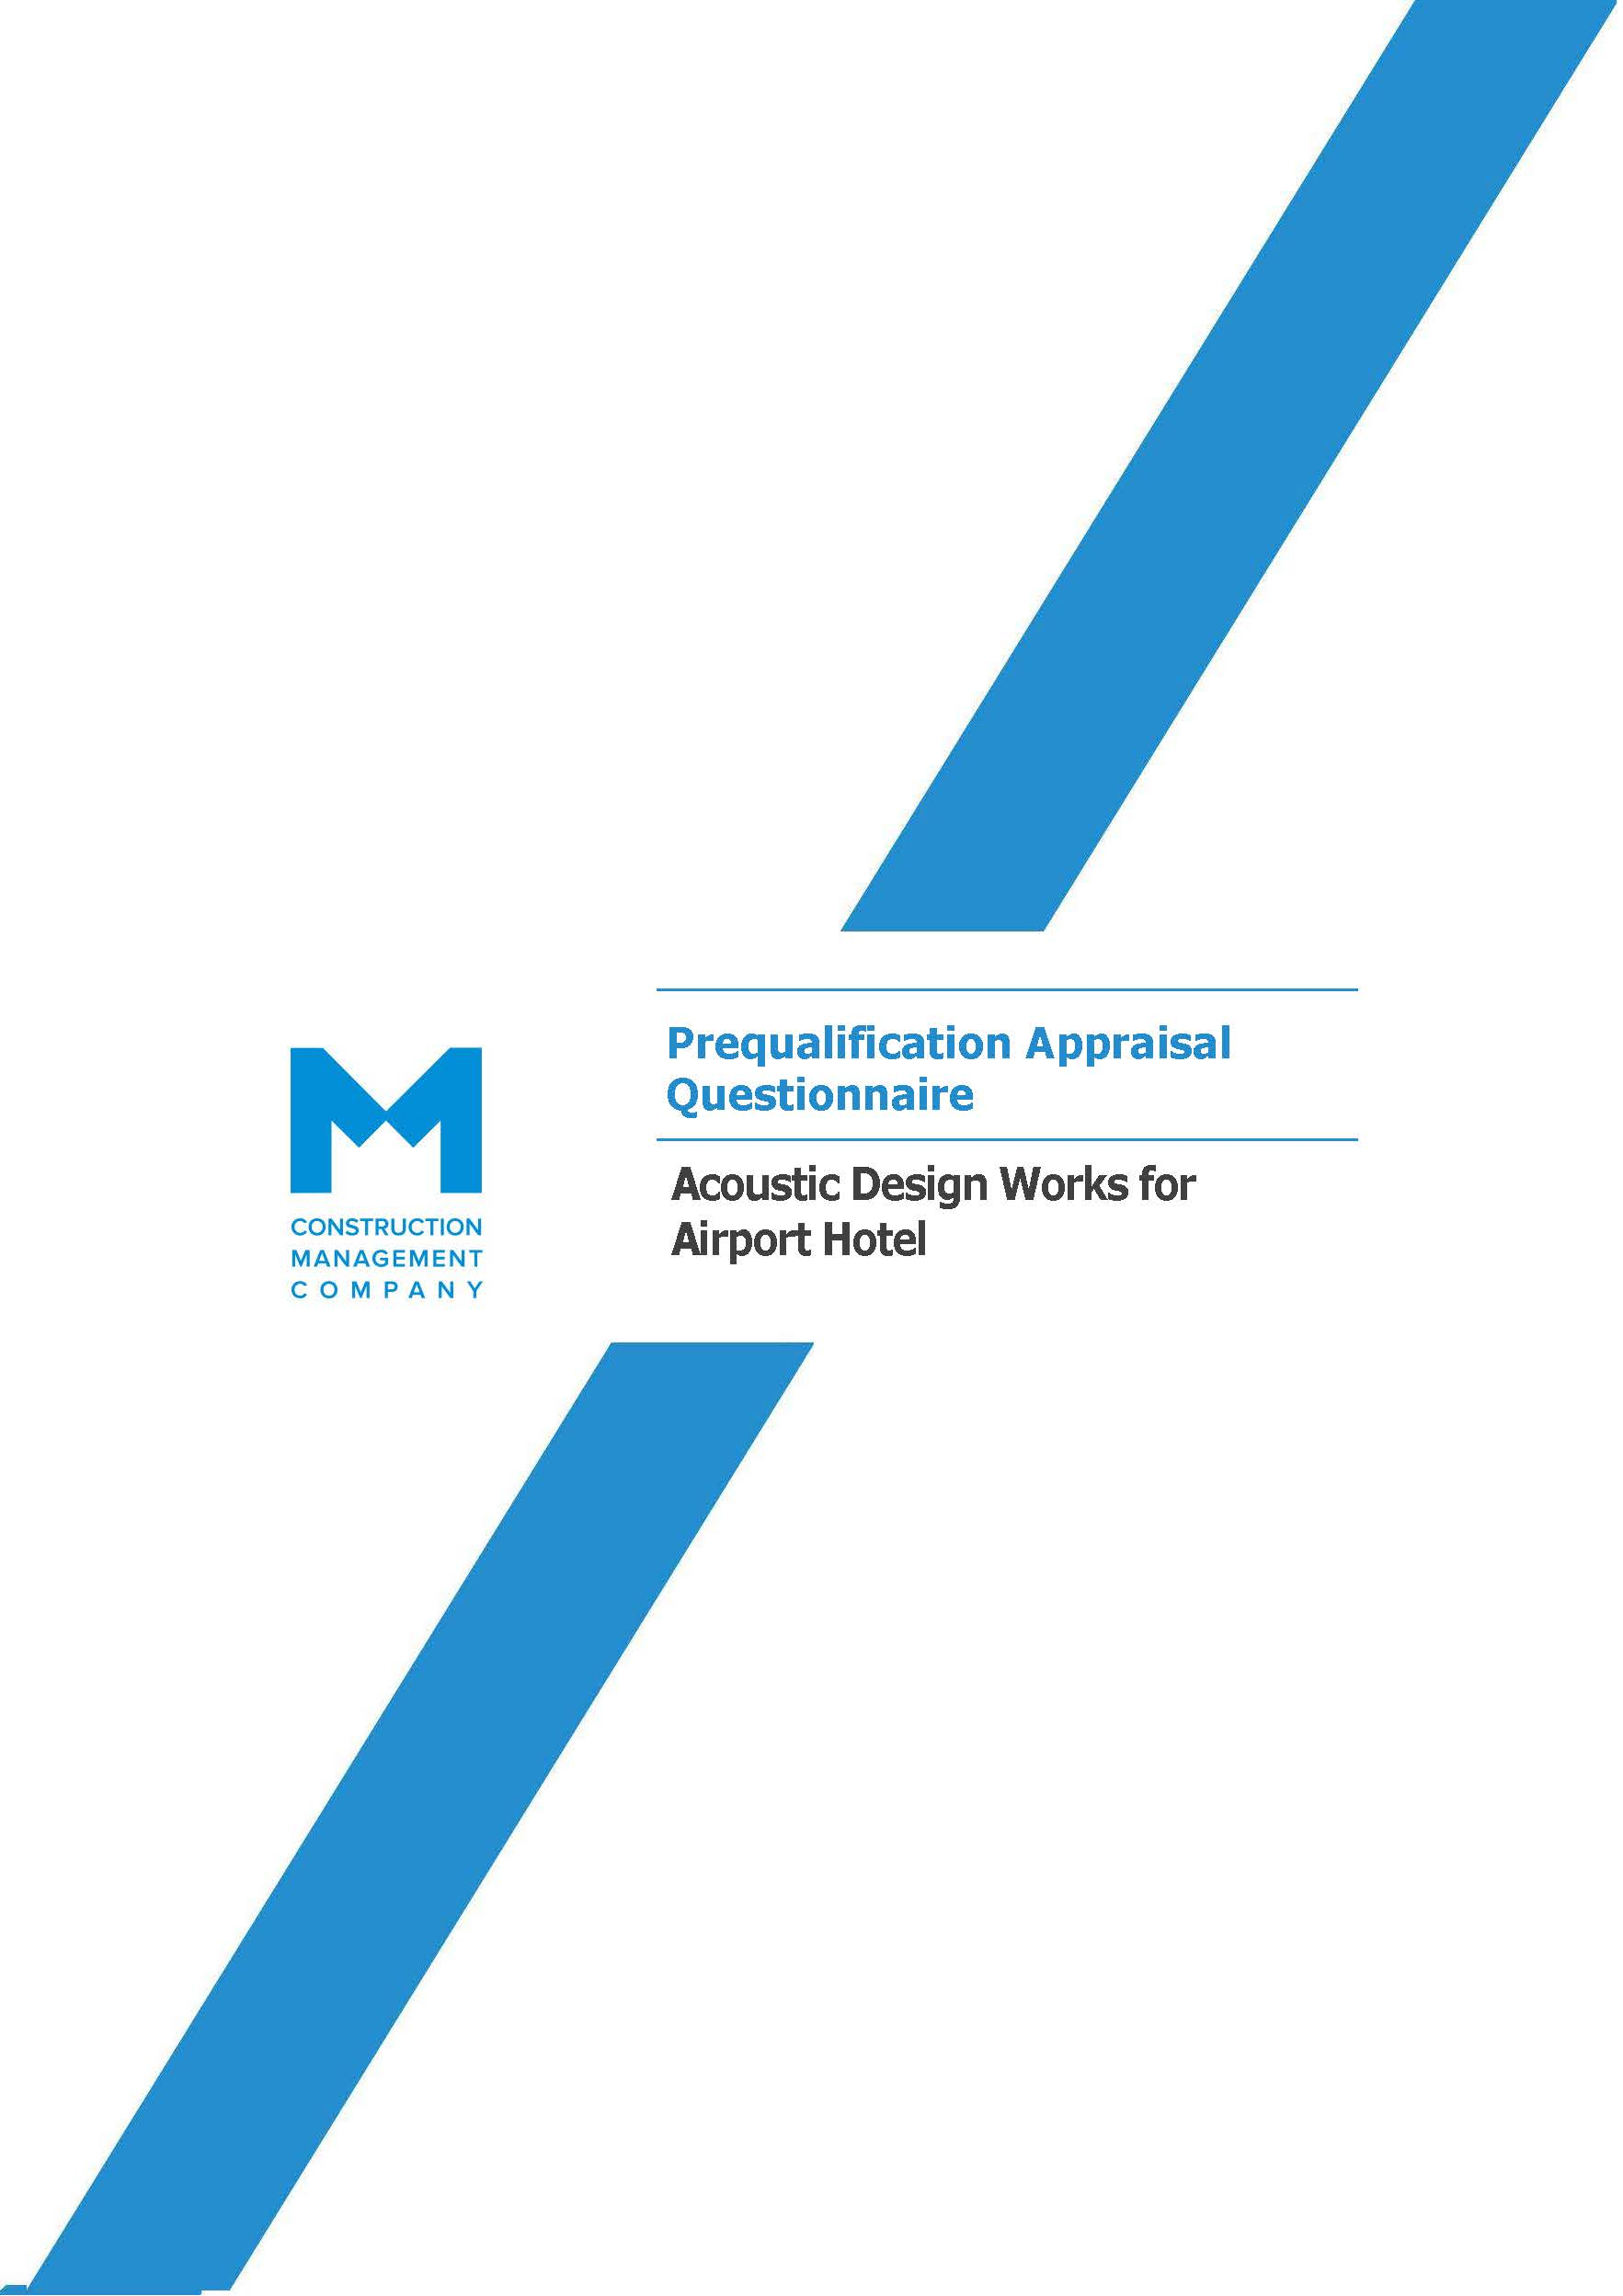 Prequalification Appraisal
Questionnaire
Acoustic Design Works for
Airport Hotel
M
CONSTRUCTION
MANAGEMENT
COMPANY